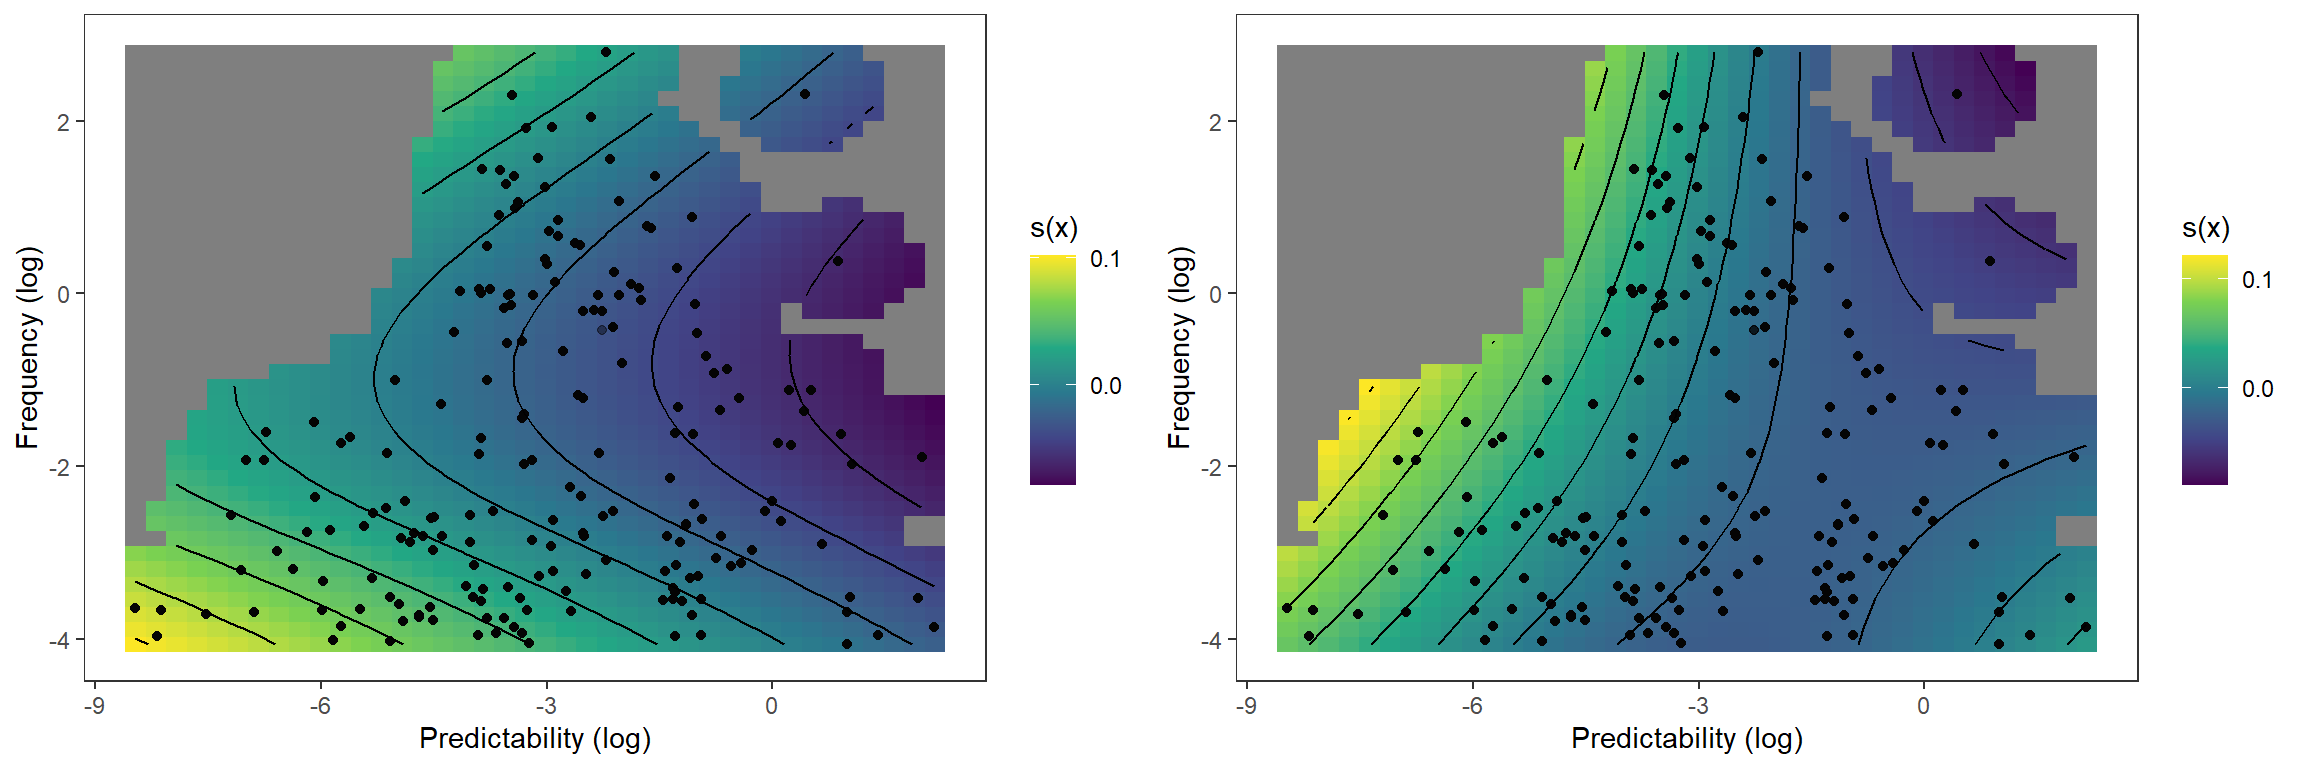 2
0
-2
-4
Frequency (log)
-9 -6 -3 0
Predictability (log)
s(x)
0.1
0.0
2
0
-2
-4
Frequency (log)
-9 -6 -3 0
Predictability (log)
s(x)
0.1
0.0